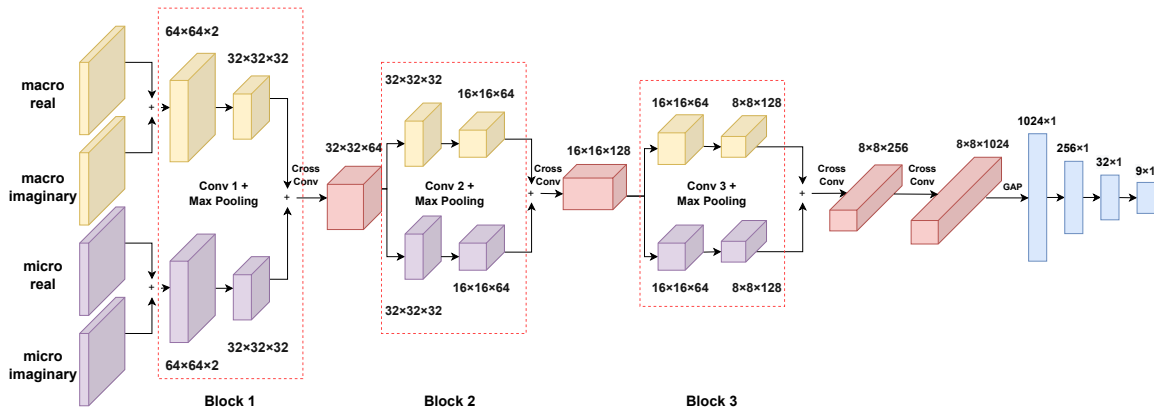 macro
real
macro
imaginary
micro
real
micro
imaginary
+
+
64×64×2
32×32×32
Conv 1 +
Max Pooling
64×64×2
32×32×32
Block 1
+
Cross
Conv
32×32×64
32×32×32
16×16×64
Conv 2 +
Max Pooling
32×32×32
16×16×64
Block 2
+
Cross
Conv
16×16×128
16×16×64
8×8×128
Conv 3 +
Max Pooling
16×16×64
8×8×128
Block 3
+
Cross
Conv
8×8×256
Cross
Conv
8×8×1024
GAP
1024×1
256×1
32×1
9×1